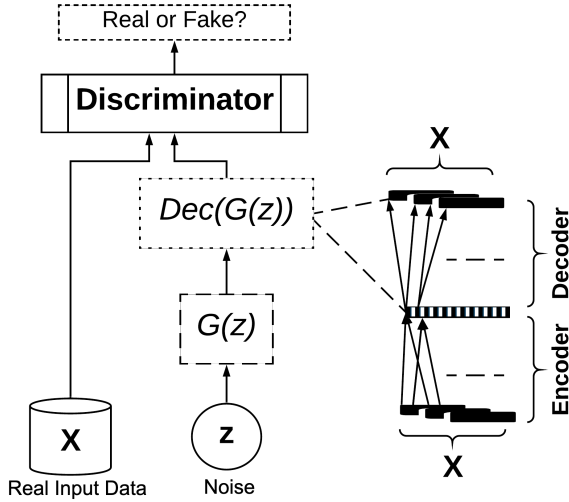 Real or Fake?
Discriminator
Dec(G(z))
G(z)
X
Real Input Data
z
Noise
X
Decoder
Encoder
X